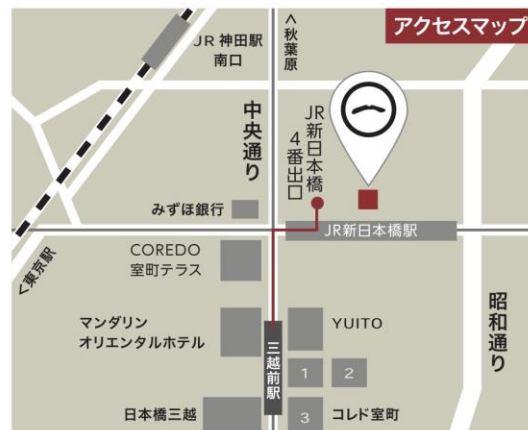 アクセスマップ
JR 神田駅
南口
<秋葉原
中央通り
JR新日本橋
4番出口
みずほ銀行
JR新日本橋駅
<東京駅
COREDO
室町テラス
マンダリン
オリエンタルホテル
三越前駅
YUITO
1
2
昭和通り
日本橋三越
3
コレド室町